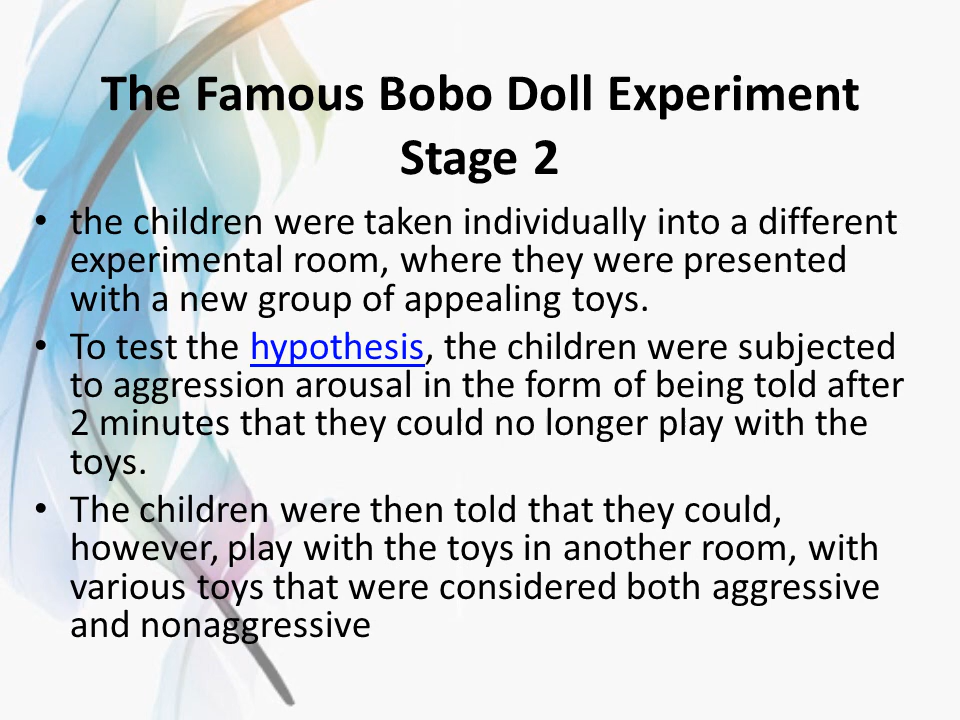 The Famous Bobo Doll Experiment
Stage 2
• the children were taken individually into a different
experimental room, where they were presented
with a new group of appealing toys.
• To test the hypothesis, the children were subjected
to aggression arousal in the form of being told after
2 minutes that they could no longer play with the
toys.
• The children were then told that they could,
however, play with the toys in another room, with
various toys that were considered both aggressive
and nonaggressive